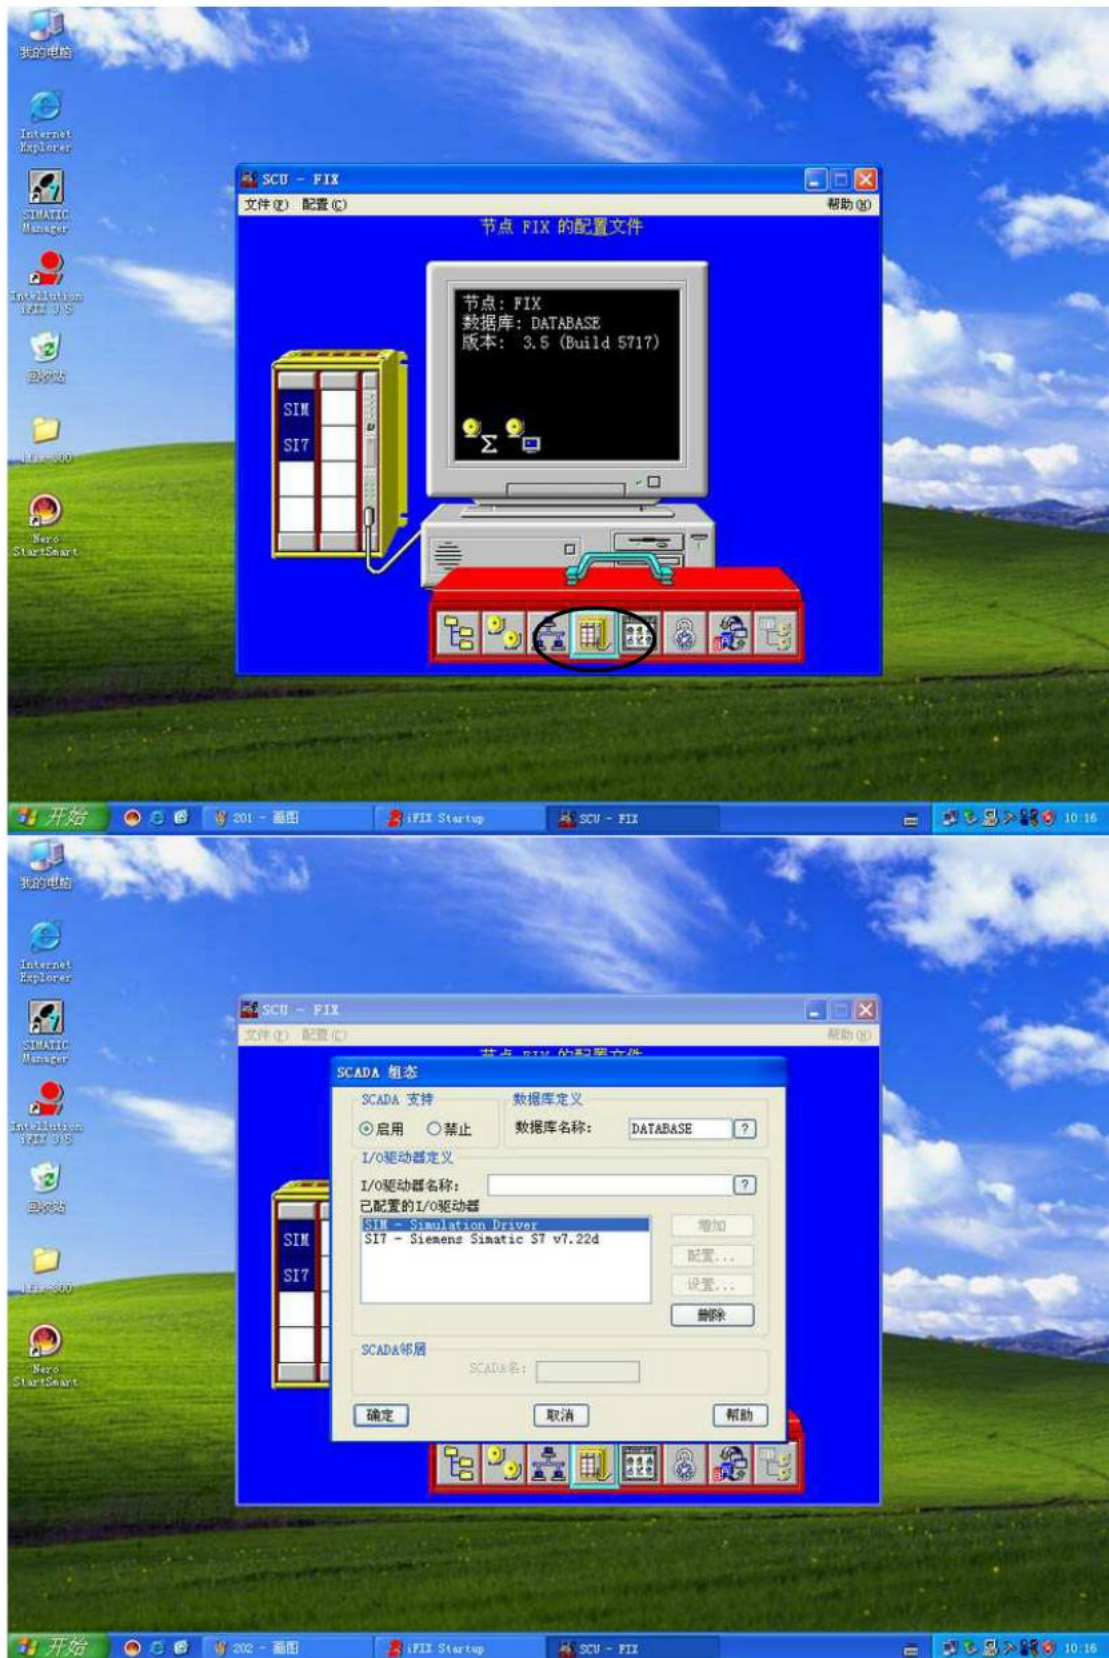 我的电脑
Internet
Explorer
SIMATIC
Manager
Intellution
iFIX 3.5
回收站
Nero
StartSmart
SCU - FIX
文件(F) 配置(C) 帮助(H)
节点 FIX 的配置文件
节点: FIX
数据库: DATABASE
版本: 3.5 (Build 5717)
SIM
SI7
开始 201 - 画图 iFIX Startup SCU - FIX 10:16
我的电脑
Internet
Explorer
SIMATIC
Manager
Intellution
iFIX 3.5
回收站
Nero
StartSmart
SCU - FIX
文件(F) 配置(C) 帮助(H)
节点 FIX 的配置文件
SCADA 组态
SCADA 支持 数据库定义
启用 禁止 数据库名称: DATABASE ?
I/O驱动器定义
I/O驱动器名称: ?
已配置的I/O驱动器
SIM - Simulation Driver 增加
SI7 - Siemens Simatic S7 v7.22d
配置...
设置...
删除
SIM
SI7
SCADA邻居
SCADA名:
确定 取消 帮助
开始 202 - 画图 iFIX Startup SCU - FIX 10:16